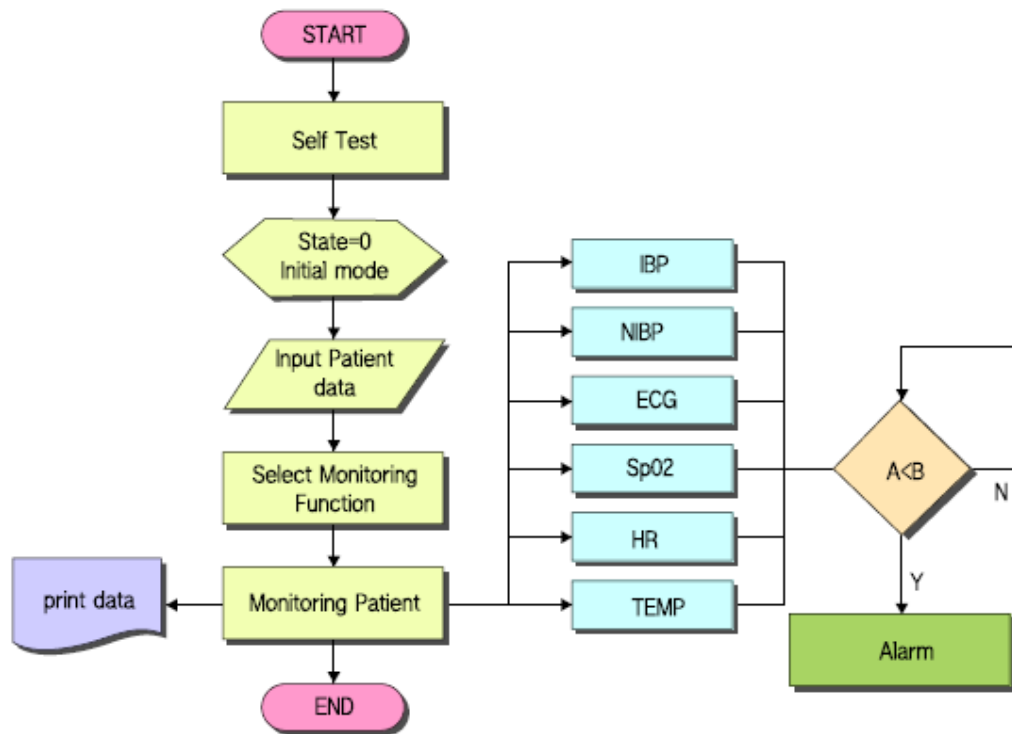 START
Self Test
State=0
Initial mode
Input Patient
data
Select Monitoring
Function
Monitoring Patient
print data
END
IBP
NIBP
ECG
Sp02
HR
TEMP
A<B
N
Y
Alarm